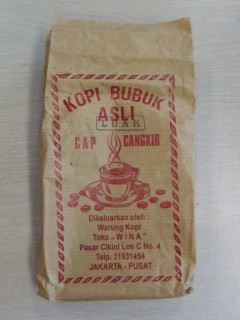 KOPI BUBUK
ASLI
LUAK
CAP CANGKIR
Dikeluarkan oleh :
Warung Kopi
Toko "WINA"
Pasar Cikini Los C No. 4
Telp. 31931454
JAKARTA - PUSAT